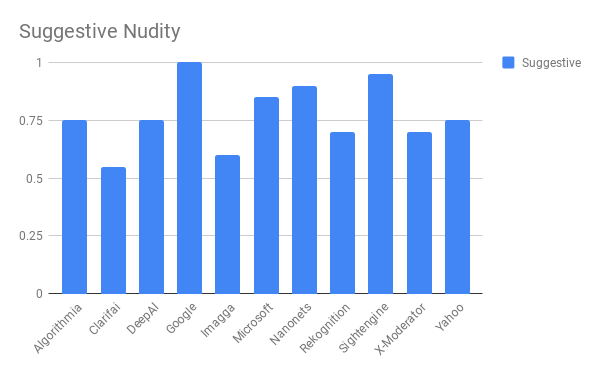 Suggestive Nudity
Suggestive
1
0.75
0.5
0.25
0
Algorithmia
Clarifai
DeepAI
Google
Imagga
Microsoft
Nanonets
Rekognition
Sightengine
X-Moderator
Yahoo